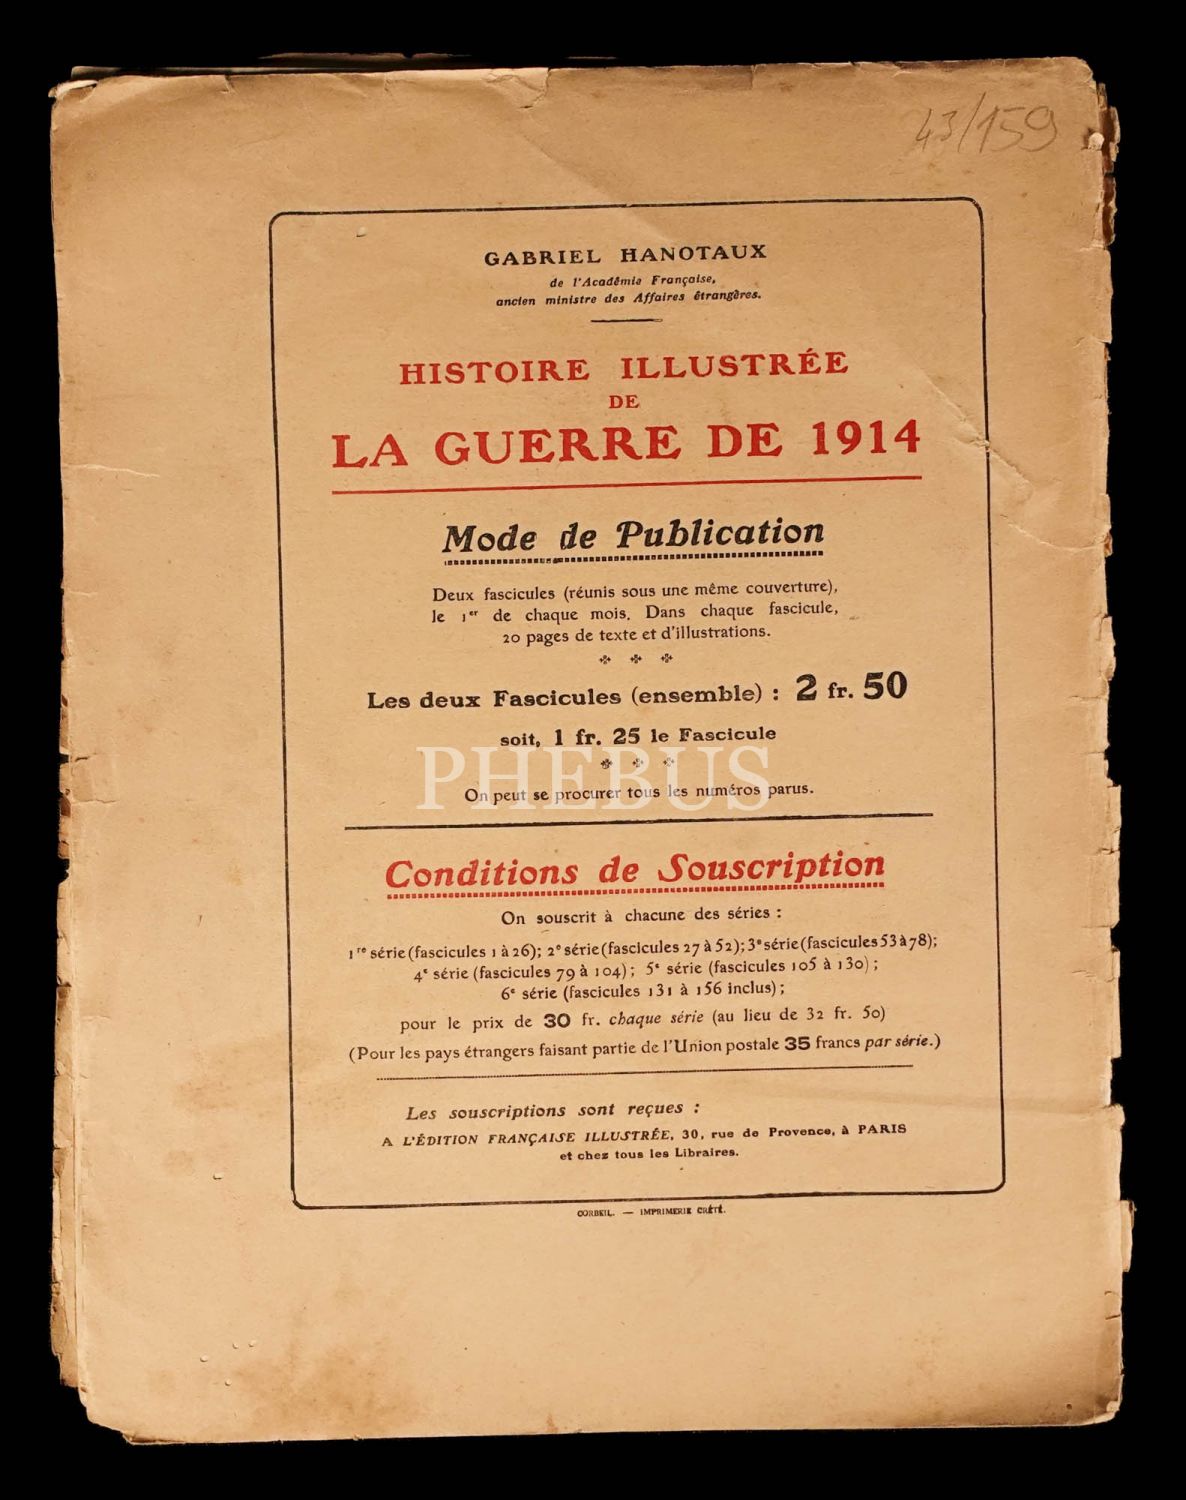 43/159
GABRIEL HANOTAUX
de l'Académie Française,
ancien ministre des Affaires étrangères.
HISTOIRE ILLUSTRÉE
DE
LA GUERRE DE 1914
Mode de Publication
Deux fascicules (réunis sous une même couverture),
le 1er de chaque mois. Dans chaque fascicule,
20 pages de texte et d'illustrations.
Les deux Fascicules (ensemble) : 2 fr. 50
soit, 1 fr. 25 le Fascicule
PHEBUS
On peut se procurer tous les numéros parus.
Conditions de Souscription
On souscrit à chacune des séries :
1re série (fascicules 1 à 26); 2e série (fascicules 27 à 52); 3e série (fascicules 53 à 78);
4e série (fascicules 79 à 104); 5e série (fascicules 105 à 130);
6e série (fascicules 131 à 156 inclus);
pour le prix de 30 fr. chaque série (au lieu de 32 fr. 50)
(Pour les pays étrangers faisant partie de l'Union postale 35 francs par série.)
Les souscriptions sont reçues :
A L'ÉDITION FRANÇAISE ILLUSTRÉE, 30, rue de Provence, à PARIS
et chez tous les Libraires.
CORBEIL. — IMPRIMERIE CRÉTÉ.